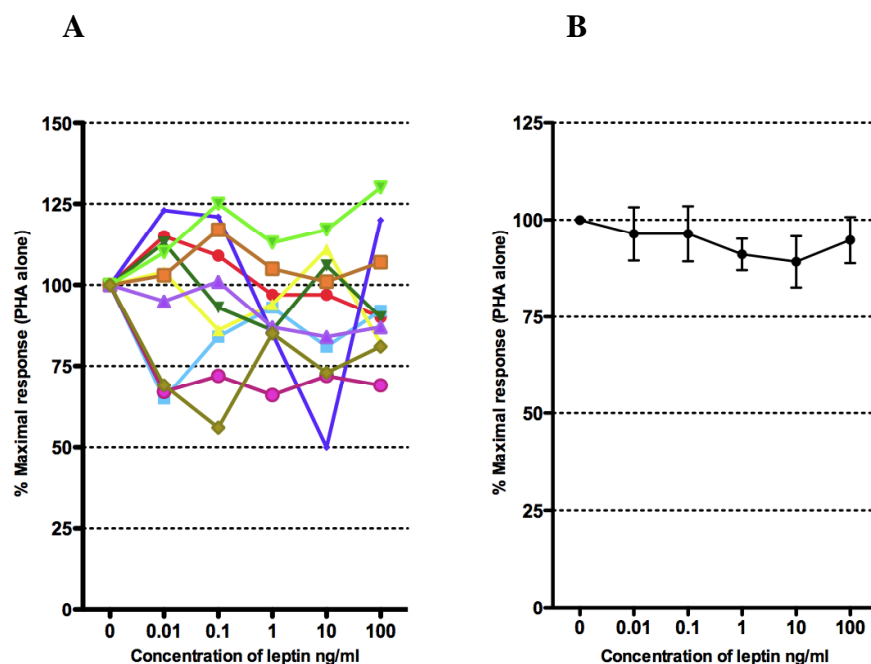 A
B
% Maximal response (PHA alone)
150
125
100
75
50
25
0
0 0.01 0.1 1 10 100
Concentration of leptin ng/ml
% Maximal response (PHA alone)
125
100
75
50
25
0
0 0.01 0.1 1 10 100
Concentration of leptin ng/ml